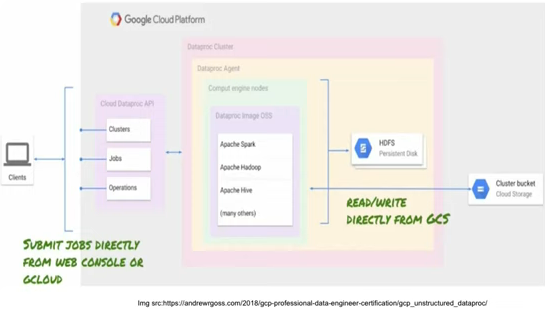 Google Cloud Platform
Dataproc Cluster
Dataproc Agent
Comput engine nodes
Cloud Dataproc API
Dataproc Image OSS
Clusters
Jobs
Operations
Apache Spark
Apache Hadoop
Apache Hive
(many others)
HDFS
Persistent Disk
Clients
Cluster bucket
Cloud Storage
READ/WRITE
DIRECTLY FROM GCS
SUBMIT JOBS DIRECTLY
FROM WEB CONSOLE OR
GCLOUD
Img src:https://andrewrgoss.com/2018/gcp-professional-data-engineer-certification/gcp_unstructured_dataproc/